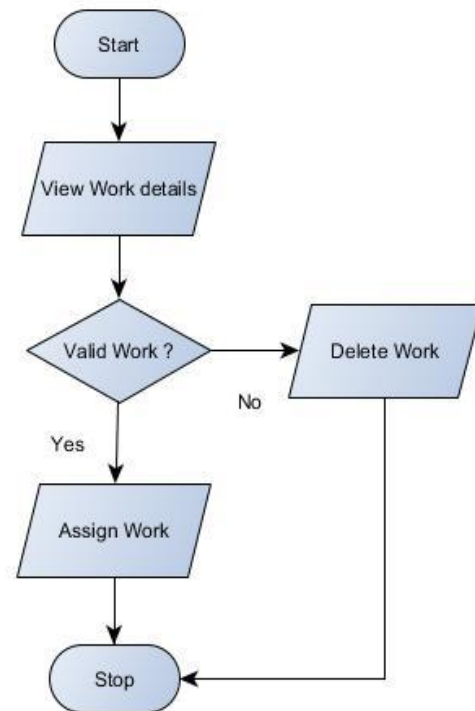 Start
View Work details
Valid Work ?
Delete Work
No
Yes
Assign Work
Stop